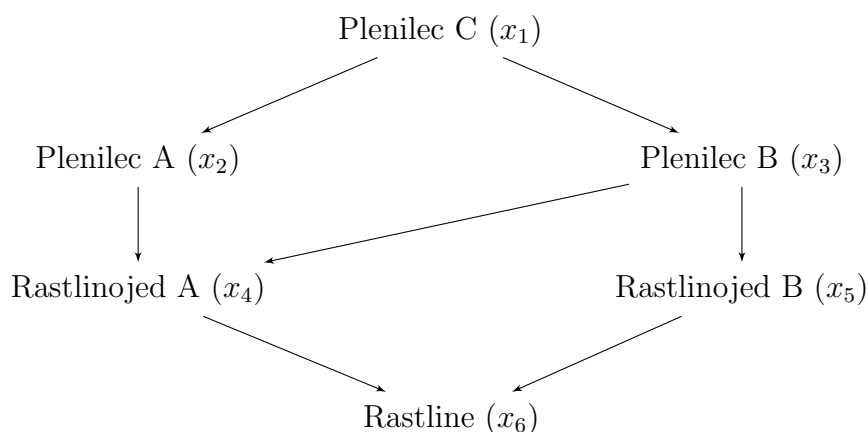 Plenilec C (x₁)
Plenilec A (x₂)
Plenilec B (x₃)
Rastlinojed A (x₄)
Rastlinojed B (x₅)
Rastline (x₆)